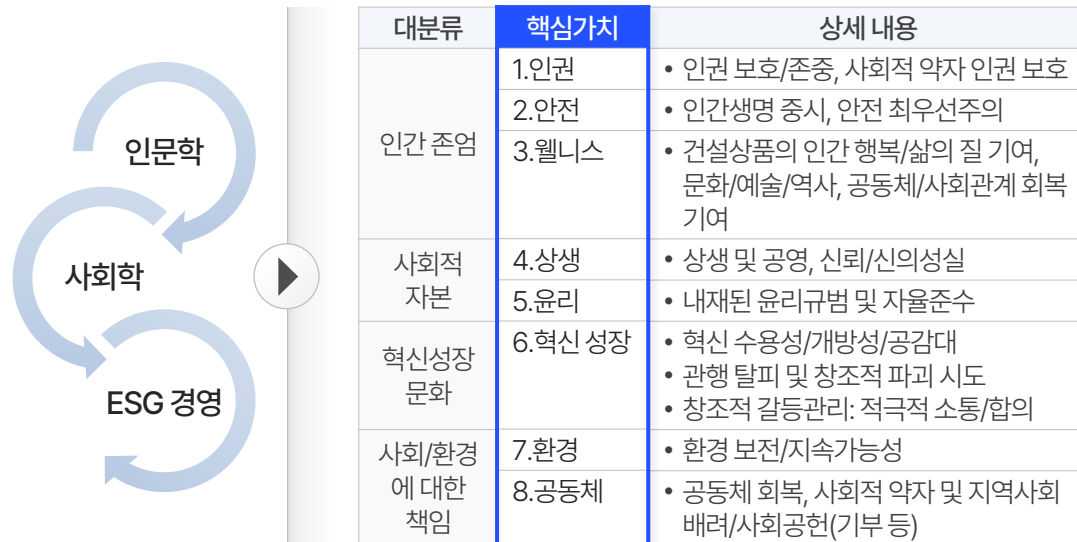 인문학
사회학
ESG 경영
대분류 핵심가치 상세 내용
인간 존엄
1.인권 • 인권 보호/존중, 사회적 약자 인권 보호
2.안전 • 인간생명 중시, 안전 최우선주의
3.웰니스 • 건설상품의 인간 행복/삶의 질 기여,
문화/예술/역사, 공동체/사회관계 회복
기여
사회적
자본
4.상생 • 상생 및 공영, 신뢰/신의성실
5.윤리 • 내재된 윤리규범 및 자율준수
혁신성장
문화
6.혁신 성장 • 혁신 수용성/개방성/공감대
• 관행 탈피 및 창조적 파괴 시도
• 창조적 갈등관리: 적극적 소통/합의
사회/환경
에 대한
책임
7.환경 • 환경 보전/지속가능성
8.공동체 • 공동체 회복, 사회적 약자 및 지역사회
배려/사회공헌(기부 등)